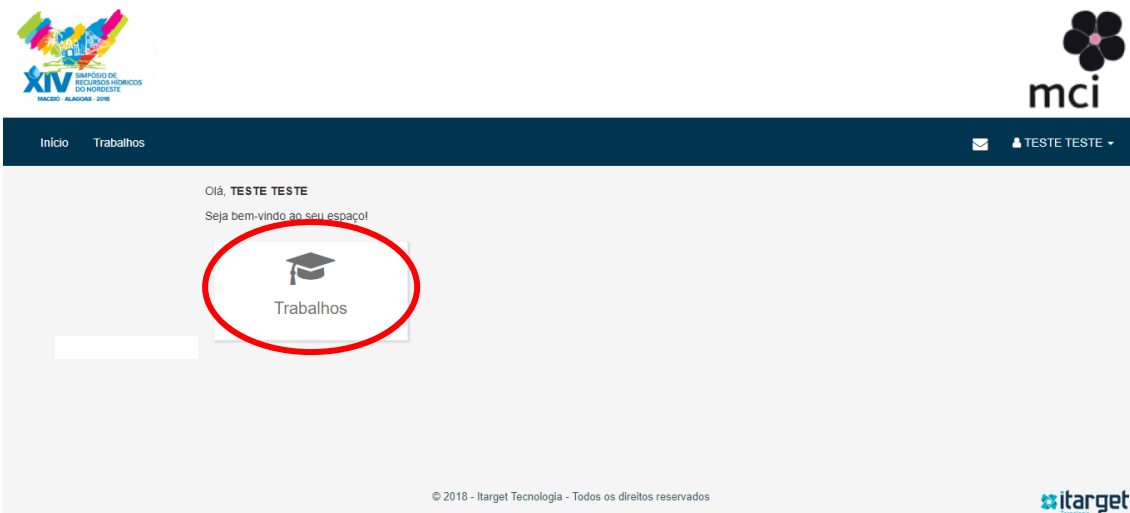 XIV SIMPÓSIO DE
RECURSOS HÍDRICOS
DO NORDESTE
MACEIÓ - ALAGOAS - 2018
mci
Início Trabalhos TESTE TESTE
Olá, TESTE TESTE
Seja bem-vindo ao seu espaço!
Trabalhos
© 2018 - Itarget Tecnologia - Todos os direitos reservados
itarget